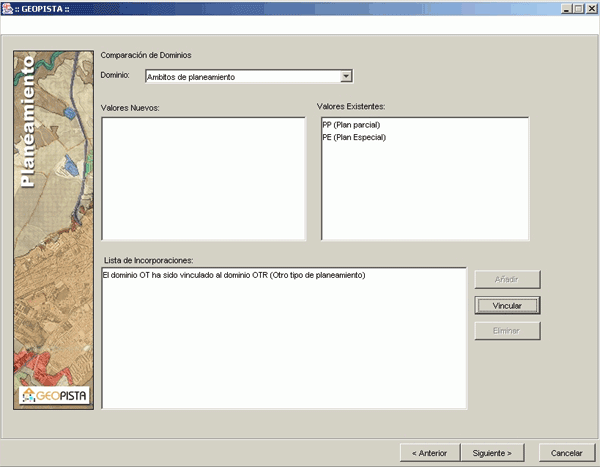 :: GEOPISTA ::
Planeamiento
GEOPISTA
Comparación de Dominios
Dominio: Ambitos de planeamiento
Valores Nuevos:
Valores Existentes:
PP (Plan parcial)
PE (Plan Especial)
Lista de Incorporaciones:
El dominio OT ha sido vinculado al dominio OTR (Otro tipo de planeamiento)
Añadir
Vincular
Eliminar
< Anterior
Siguiente >
Cancelar